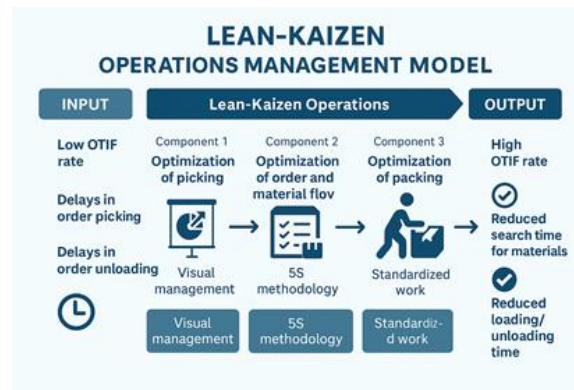 LEAN-KAIZEN
OPERATIONS MANAGEMENT MODEL
INPUT
Lean-Kaizen Operations
OUTPUT
Low OTIF
rate
Delays in
order picking
Delays in
order unloading
Component 1
Optimization
of picking
Visual
management
Visual
management
Component 2
Optimization
of order and
material flov
5S
methodology
5S
methodology
Component 3
Optimization
of packing
Standardized
work
Standardiz-
d work
High
OTIF rate
Reduced
search time
for materials
Reduced
loading/
unloading
time